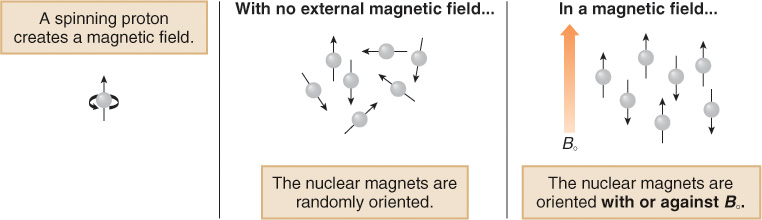 A spinning proton
creates a magnetic field.
With no external magnetic field...
The nuclear magnets are
randomly oriented.
In a magnetic field...
B₀
The nuclear magnets are
oriented with or against B₀.